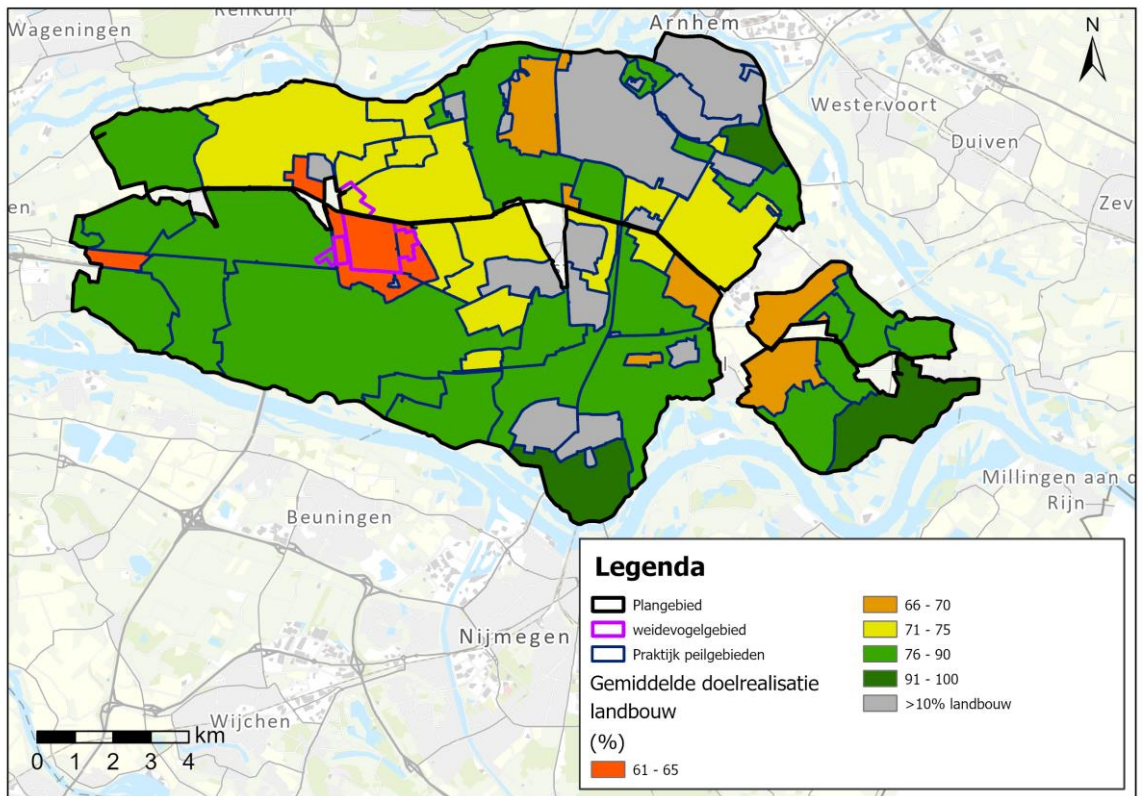 Renkum
Arnhem
Wageningen
N
Westervoort
Duiven
Zev
en
l
Millingen aan d
Rijn
Beuningen
Nijmegen
Wijchen
km
0 1 2 3 4
Legenda
Plangebied
weidevogelgebied
Praktijk peilgebieden
Gemiddelde doelrealisatie
landbouw
(%)
61 - 65
66 - 70
71 - 75
76 - 90
91 - 100
>10% landbouw